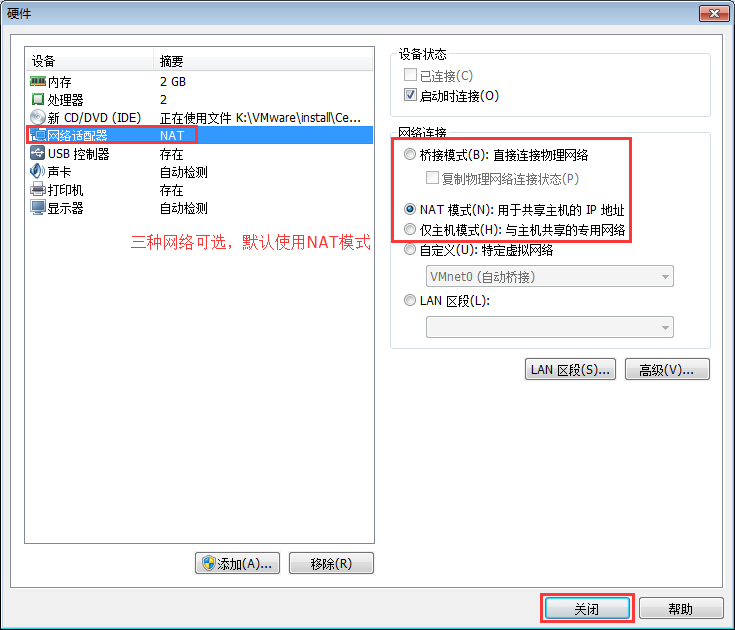 硬件
设备 摘要
内存 2 GB
处理器 2
新 CD/DVD (IDE) 正在使用文件 K:\VMware\install\Ce...
网络适配器 NAT
USB 控制器 存在
声卡 自动检测
打印机 存在
显示器 自动检测
三种网络可选，默认使用NAT模式
添加(A)...
移除(R)
设备状态
已连接(C)
启动时连接(O)
网络连接
桥接模式(B): 直接连接物理网络
复制物理网络连接状态(P)
NAT 模式(N): 用于共享主机的 IP 地址
仅主机模式(H): 与主机共享的专用网络
自定义(U): 特定虚拟网络
VMnet0 (自动桥接)
LAN 区段(L):
LAN 区段(S)...
高级(V)...
关闭
帮助